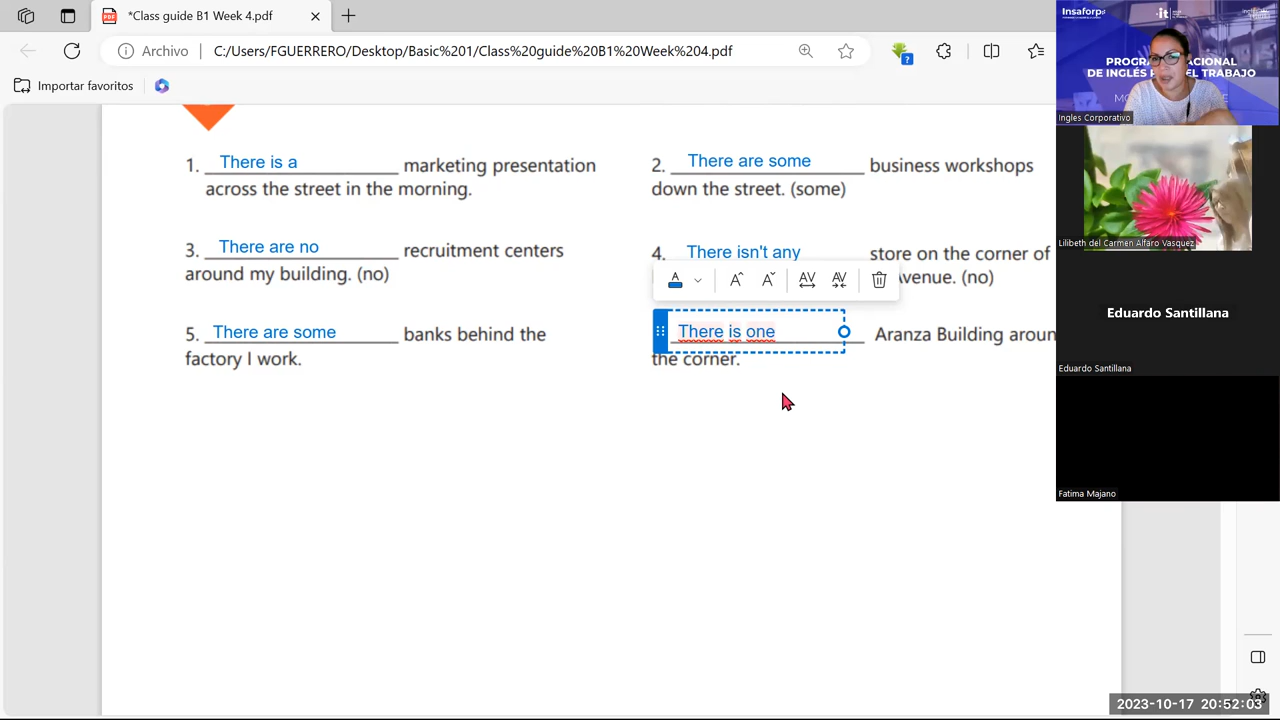 *Class guide B1 Week 4.pdf
Archivo
C:/Users/FGUERRERO/Desktop/Basic%201/Class%20guide%20B1%20Week%204.pdf
Importar favoritos
1. There is a marketing presentation
across the street in the morning.
2. There are some business workshops
down the street. (some)
3. There are no recruitment centers
around my building. (no)
4. There isn't any store on the corner of
Avenue. (no)
5. There are some banks behind the
factory I work.
There is one Aranza Building aroun
the corner.
Insaforp
it
PROGR ACIONAL
DE INGLÉS EL TRABAJO
Ingles Corporativo
Lilibeth del Carmen Alfaro Vasquez
Eduardo Santillana
Eduardo Santillana
Fatima Majano
2023-10-17 20:52:03